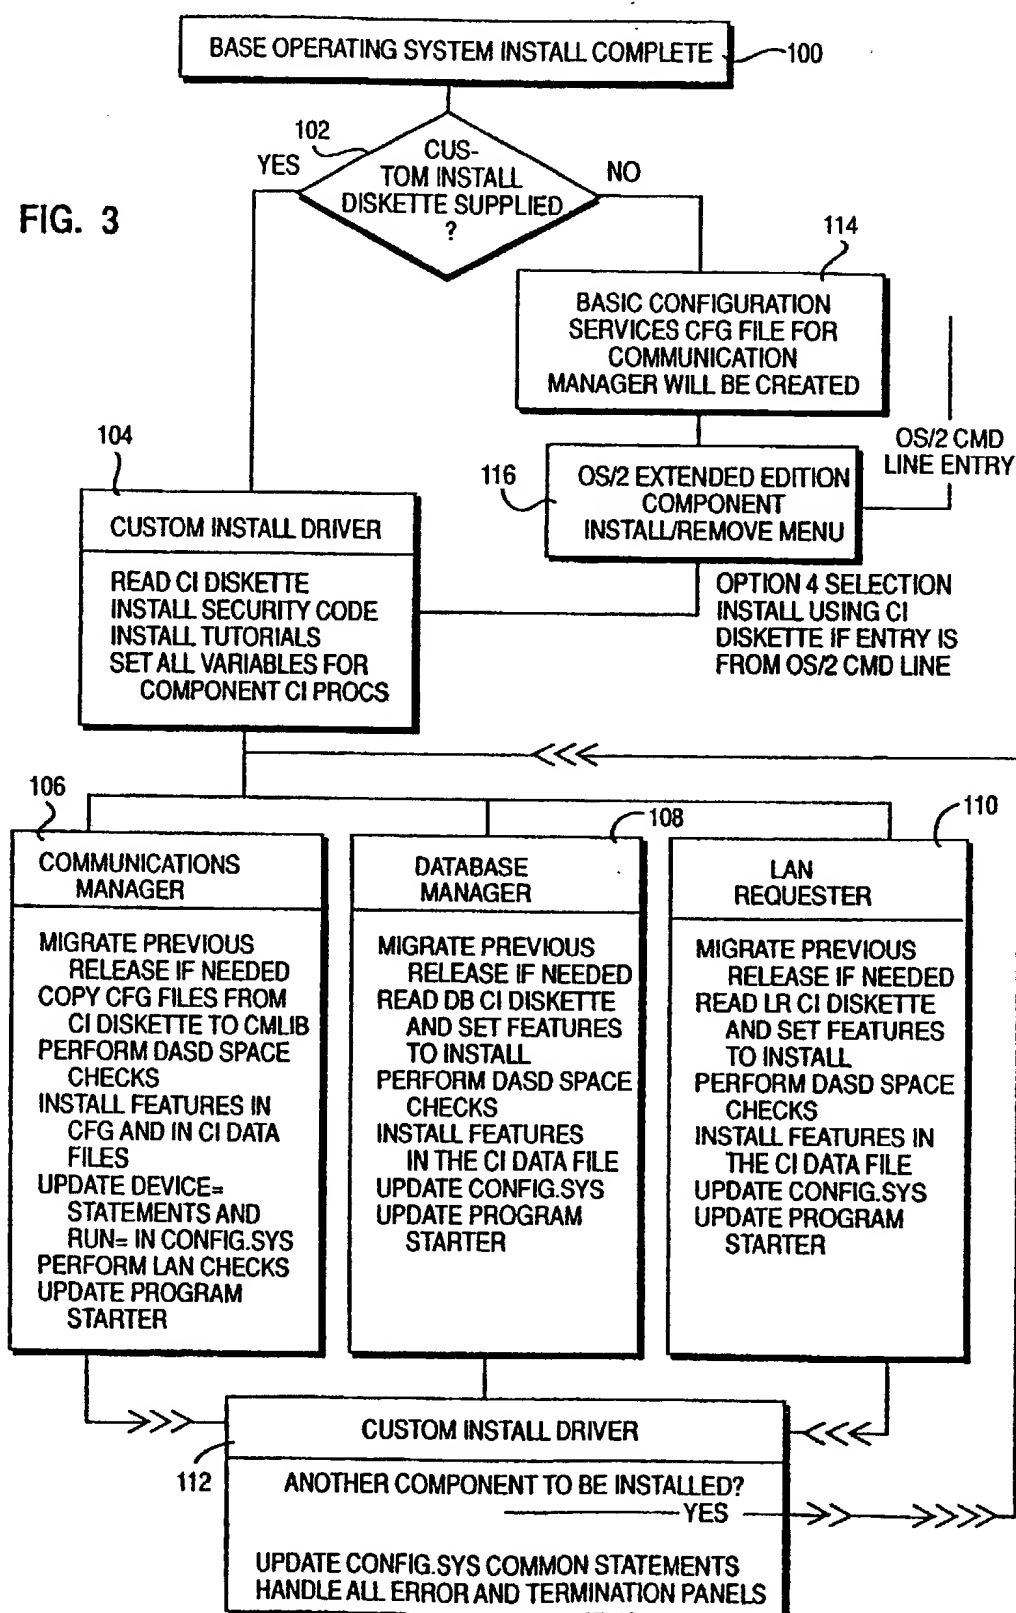 BASE OPERATING SYSTEM INSTALL COMPLETE
100
102
YES
CUS-
TOM INSTALL
DISKETTE SUPPLIED
?
NO
FIG. 3
114
BASIC CONFIGURATION
SERVICES CFG FILE FOR
COMMUNICATION
MANAGER WILL BE CREATED
OS/2 CMD
LINE ENTRY
116
OS/2 EXTENDED EDITION
COMPONENT
INSTALL/REMOVE MENU
OPTION 4 SELECTION
INSTALL USING CI
DISKETTE IF ENTRY IS
FROM OS/2 CMD LINE
104
CUSTOM INSTALL DRIVER
READ CI DISKETTE
INSTALL SECURITY CODE
INSTALL TUTORIALS
SET ALL VARIABLES FOR
COMPONENT CI PROCS
106
COMMUNICATIONS
MANAGER
MIGRATE PREVIOUS
RELEASE IF NEEDED
COPY CFG FILES FROM
CI DISKETTE TO CMLIB
PERFORM DASD SPACE
CHECKS
INSTALL FEATURES IN
CFG AND IN CI DATA
FILES
UPDATE DEVICE=
STATEMENTS AND
RUN= IN CONFIG.SYS
PERFORM LAN CHECKS
UPDATE PROGRAM
STARTER
108
DATABASE
MANAGER
MIGRATE PREVIOUS
RELEASE IF NEEDED
READ DB CI DISKETTE
AND SET FEATURES
TO INSTALL
PERFORM DASD SPACE
CHECKS
INSTALL FEATURES
IN THE CI DATA FILE
UPDATE CONFIG.SYS
UPDATE PROGRAM
STARTER
110
LAN
REQUESTER
MIGRATE PREVIOUS
RELEASE IF NEEDED
READ LR CI DISKETTE
AND SET FEATURES
TO INSTALL
PERFORM DASD SPACE
CHECKS
INSTALL FEATURES IN
THE CI DATA FILE
UPDATE CONFIG.SYS
UPDATE PROGRAM
STARTER
112
CUSTOM INSTALL DRIVER
ANOTHER COMPONENT TO BE INSTALLED?
YES
UPDATE CONFIG.SYS COMMON STATEMENTS
HANDLE ALL ERROR AND TERMINATION PANELS